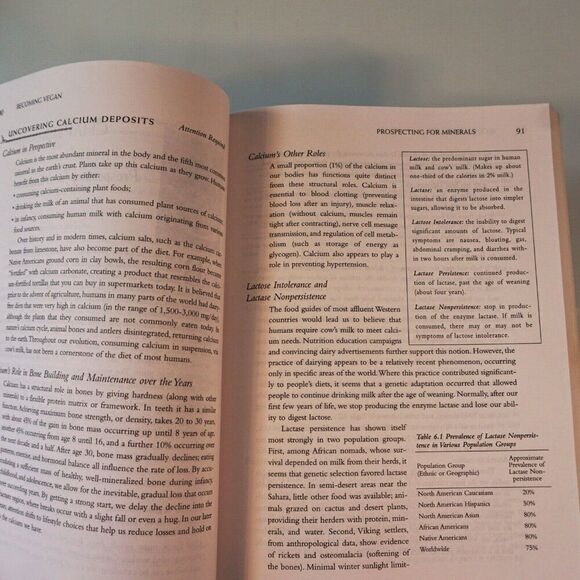 BECOMING VEGAN
UNCOVERING CALCIUM DEPOSITS
Calcium in Perspective
Calcium is the most abundant mineral in the body and the fifth most common
mineral in the earth's crust. Plants take up this calcium as they grow. Humans
benefit from this calcium by either:
• consuming calcium-containing plant foods;
• drinking the milk of an animal that has consumed plant sources of calcium;
• in infancy, consuming human milk with calcium originating from various
food sources.
Over history and in modern times, calcium salts, such as the calcium
from limestone, have also become part of the diet. For example, when
Native Americans ground corn in clay bowls, the resulting corn flour became
"fortified" with calcium carbonate, creating a product that resembles the calci-
um-fortified tortillas that you can buy in supermarkets today. It is believed that
prior to the advent of agriculture, humans in many parts of the world had dairy-
free diets that were very high in calcium (in the range of 1,500-3,000 mg/day)
although the plants that they consumed are not commonly eaten today. In
nature's calcium cycle, animal bones and antlers disintegrated, returning calcium
to the earth. Throughout our evolution, consuming calcium in suspension, via
cow's milk, has not been a cornerstone of the diet of most humans.
Role in Bone Building and Maintenance over the Years
Calcium has a structural role in bones by giving hardness (along with other
minerals) to a flexible protein matrix or framework. In teeth it has a similar
function. Achieving maximum bone strength, or density, takes 20 to 30 years,
with about 45% of the gain in bone mass occurring up until 8 years of age,
another 45% occurring from age 8 until 16, and a further 10% occurring over
the next decade and a half. After age 30, bone mass gradually declines; eating
patterns, exercise, and hormonal balance all influence the rate of loss. By accu-
mulating a sufficient mass of healthy, well-mineralized bone during infancy,
childhood, and adolescence, we allow for the inevitable, gradual loss that occurs
over succeeding years. By getting a strong start, we delay the decline into the
zone, where breaks occur with a slight fall or even a hug. In our later
years, attention shifts to lifestyle choices that help us reduce losses and hold on
the calcium we have.
PROSPECTING FOR MINERALS 91
Calcium's Other Roles
A small proportion (1%) of the calcium in
our bodies has functions quite distinct
from these structural roles. Calcium is
essential to blood clotting (preventing
blood loss after an injury), muscle relax-
ation (without calcium, muscles remain
tight after contracting), nerve cell message
transmission, and regulation of cell metab-
olism (such as storage of energy as
glycogen). Calcium also appears to play a
role in preventing hypertension.
Lactose: the predominant sugar in human
milk and cow's milk. (Makes up about
one-third of the calories in 2% milk.)
Lactase: an enzyme produced in the
intestine that digests lactose into simpler
sugars, allowing it to be absorbed.
Lactose Intolerance: the inability to digest
significant amounts of lactose. Typical
symptoms are nausea, bloating, gas,
abdominal cramping, and diarrhea with-
in two hours after milk is consumed.
Lactase Persistence: continued produc-
tion of lactase, past the age of weaning
(about four years).
Lactase Nonpersistence: stop in produc-
tion of the enzyme lactase. If milk is
consumed, there may or may not be
symptoms of lactose intolerance.
Lactose Intolerance and
Lactase Nonpersistence
The food guides of most affluent Western
countries would lead us to believe that
humans require cow's milk to meet calci-
um needs. Nutrition education campaigns
and convincing dairy advertisements further support this notion. However, the
practice of dairying appears to be a relatively recent phenomenon, occurring
only in specific areas of the world. Where this practice contributed significant-
ly to people's diets, it seems that a genetic adaptation occurred that allowed
people to continue drinking milk after the age of weaning. Normally, after our
first few years of life, we stop producing the enzyme lactase and lose our abil-
ity to digest lactose.
Lactase persistence has shown itself
most strongly in two population groups.
First, among African nomads, whose sur-
vival depended on milk from their herds, it
seems that genetic selection favored lactase
persistence. In semi-desert areas near the
Sahara, little other food was available; ani-
mals grazed on cactus and desert plants,
providing their herders with protein, min-
erals, and water. Second, Viking settlers,
from anthropological data, show evidence
of rickets and osteomalacia (softening of
the bones). Minimal winter sunlight limit-
Table 6.1 Prevalence of Lactase Nonpersis-
tence in Various Population Groups
Population Group
(Ethnic or Geographic)
Approximate
Prevalence of
Lactase Non-
persistence
North American Caucasians 20%
North American Hispanics 50%
North American Asian 80%
African Americans 80%
Native Americans 80%
Worldwide 75%